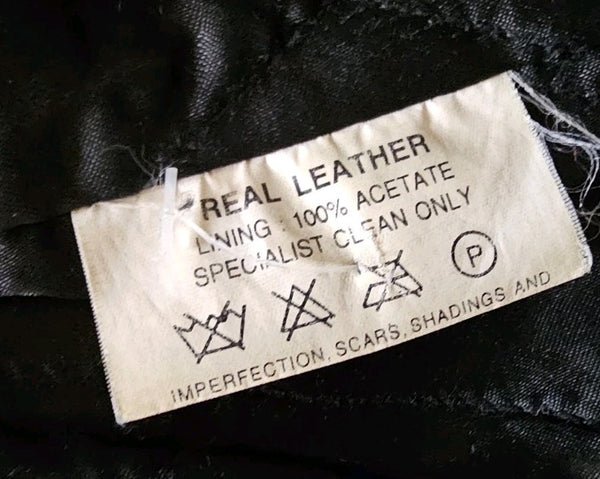 REAL LEATHER
LINING : 100% ACETATE
SPECIALIST CLEAN ONLY
P
IMPERFECTION, SCARS, SHADINGS AND